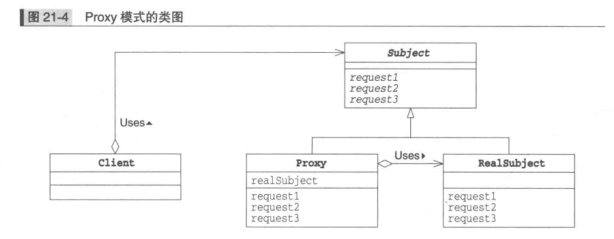 图 21-4 Proxy 模式的类图
Subject
request1
request2
request3
Uses▲
Client
Proxy
realSubject
request1
request2
request3
Uses▶
RealSubject
request1
request2
request3